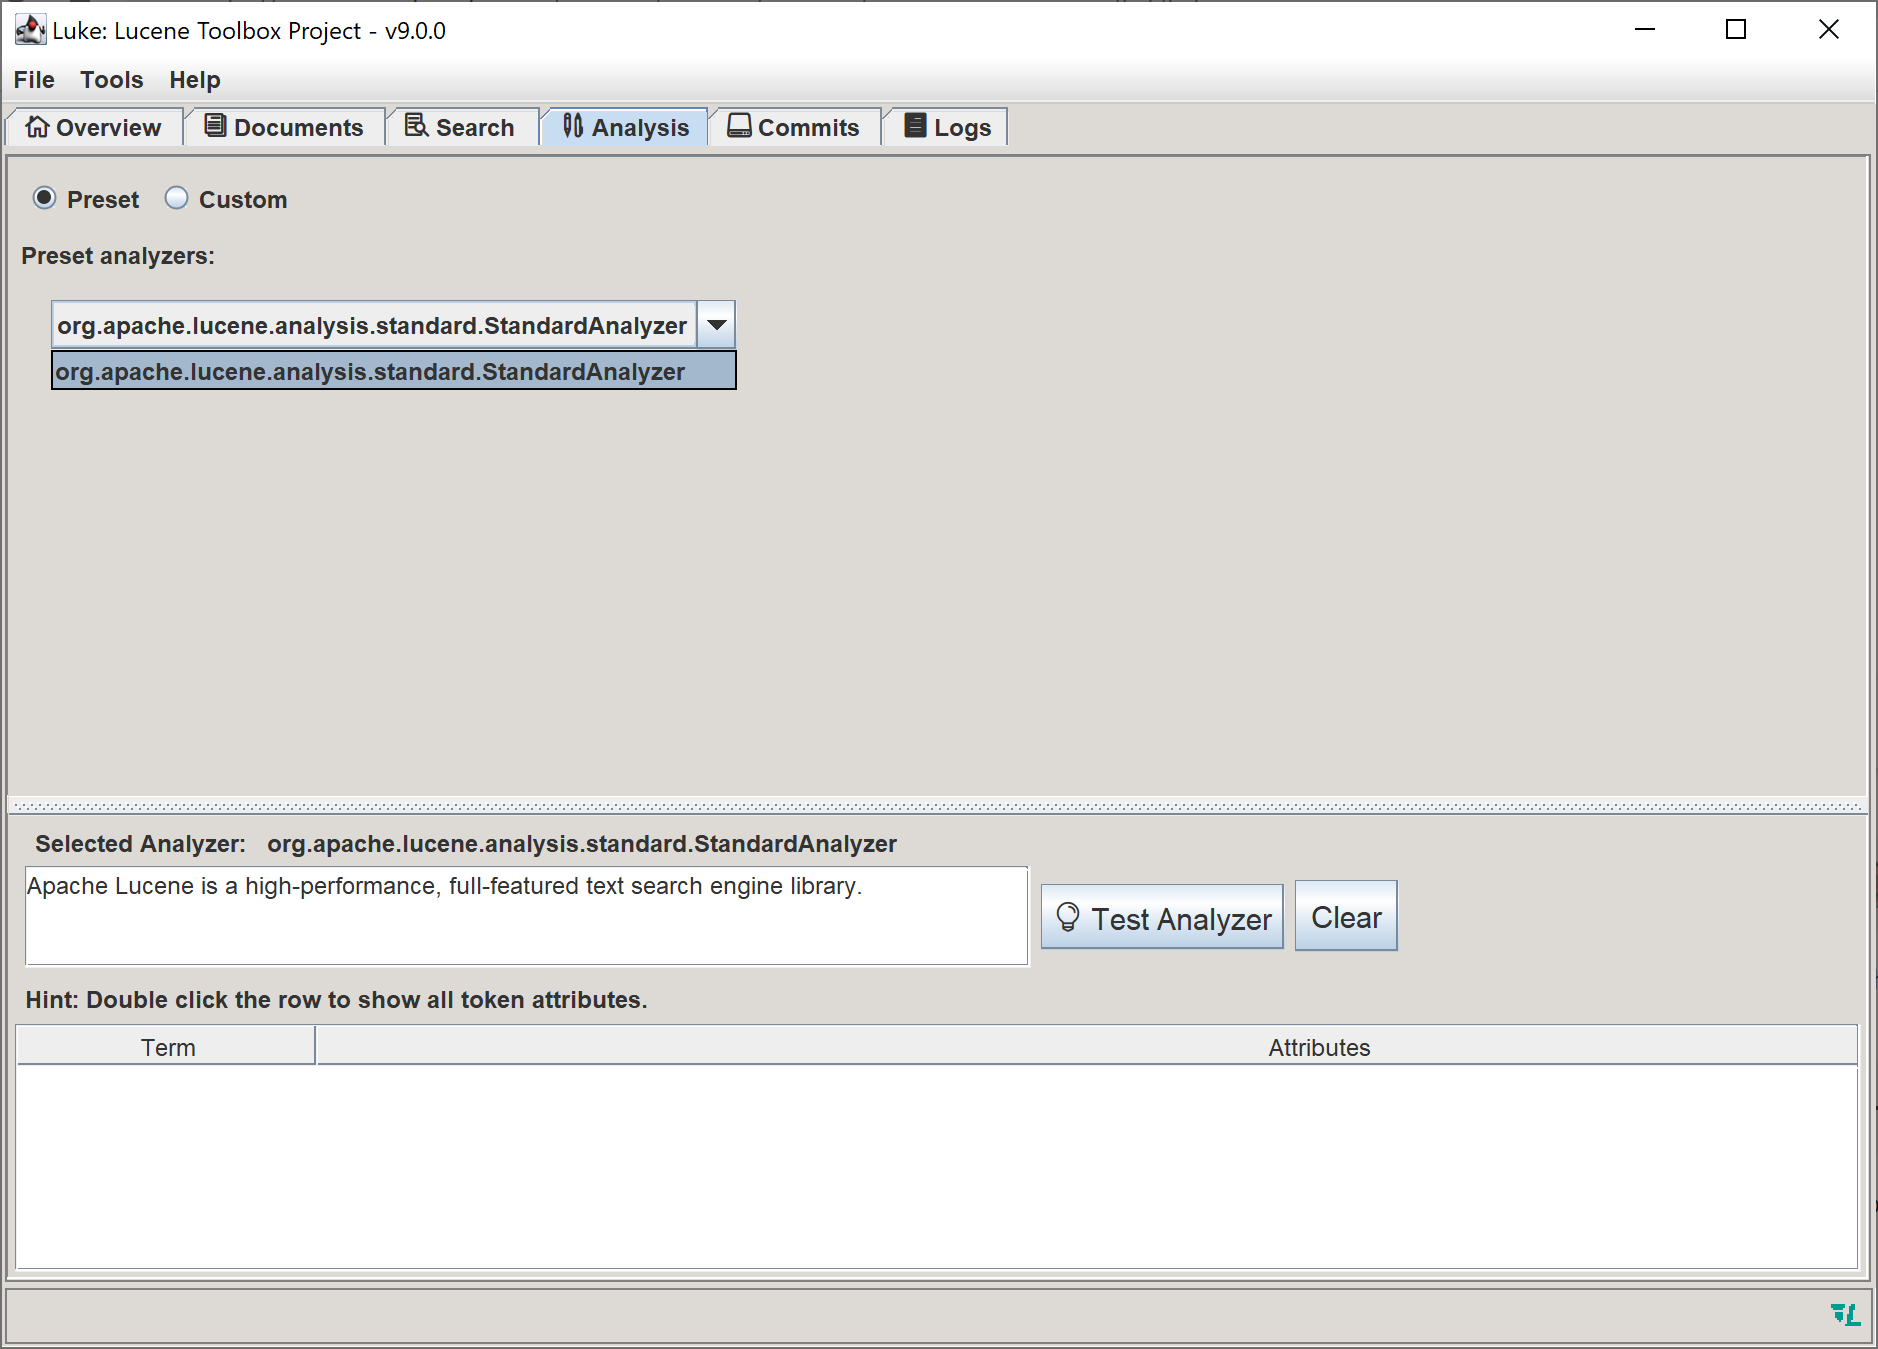 Luke: Lucene Toolbox Project - v9.0.0
File Tools Help
Overview Documents Search Analysis Commits Logs
Preset Custom
Preset analyzers:
org.apache.lucene.analysis.standard.StandardAnalyzer
org.apache.lucene.analysis.standard.StandardAnalyzer
Selected Analyzer: org.apache.lucene.analysis.standard.StandardAnalyzer
Apache Lucene is a high-performance, full-featured text search engine library.
Test Analyzer Clear
Hint: Double click the row to show all token attributes.
Term Attributes